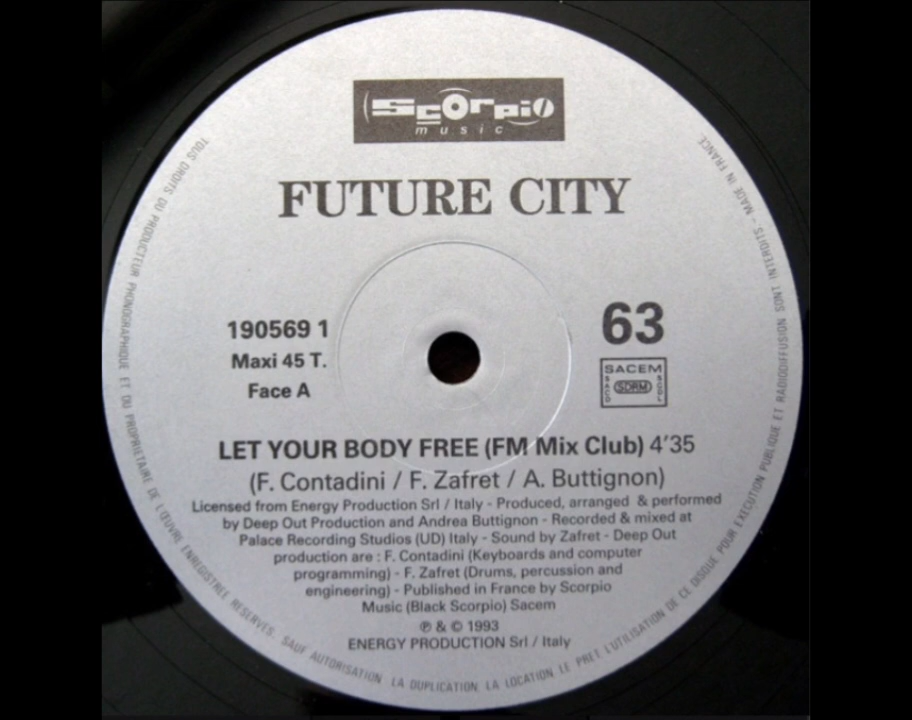 Scorpio
music
FUTURE CITY
190569 1
Maxi 45 T.
Face A
63
SACEM
SACD SDRM SGDL
LET YOUR BODY FREE (FM Mix Club) 4'35
(F. Contadini / F. Zafret / A. Buttignon)
Licensed from Energy Production Srl / Italy - Produced, arranged & performed
by Deep Out Production and Andrea Buttignon - Recorded & mixed at
Palace Recording Studios (UD) Italy - Sound by Zafret - Deep Out
production are : F. Contadini (Keyboards and computer
programming) - F. Zafret (Drums, percussion and
engineering) - Published in France by Scorpio
Music (Black Scorpio) Sacem
℗ & © 1993
ENERGY PRODUCTION Srl / Italy
TOUS DROITS DU PRODUCTEUR PHONOGRAPHIQUE ET DU PROPRIETAIRE DE L'ŒUVRE ENREGISTREE RESERVES. SAUF AUTORISATION LA DUPLICATION, LA LOCATION LE PRET L'UTILISATION DE CE DISQUE POUR EXECUTION PUBLIQUE ET RADIODIFFUSION SONT INTERDITS - MADE IN FRANCE